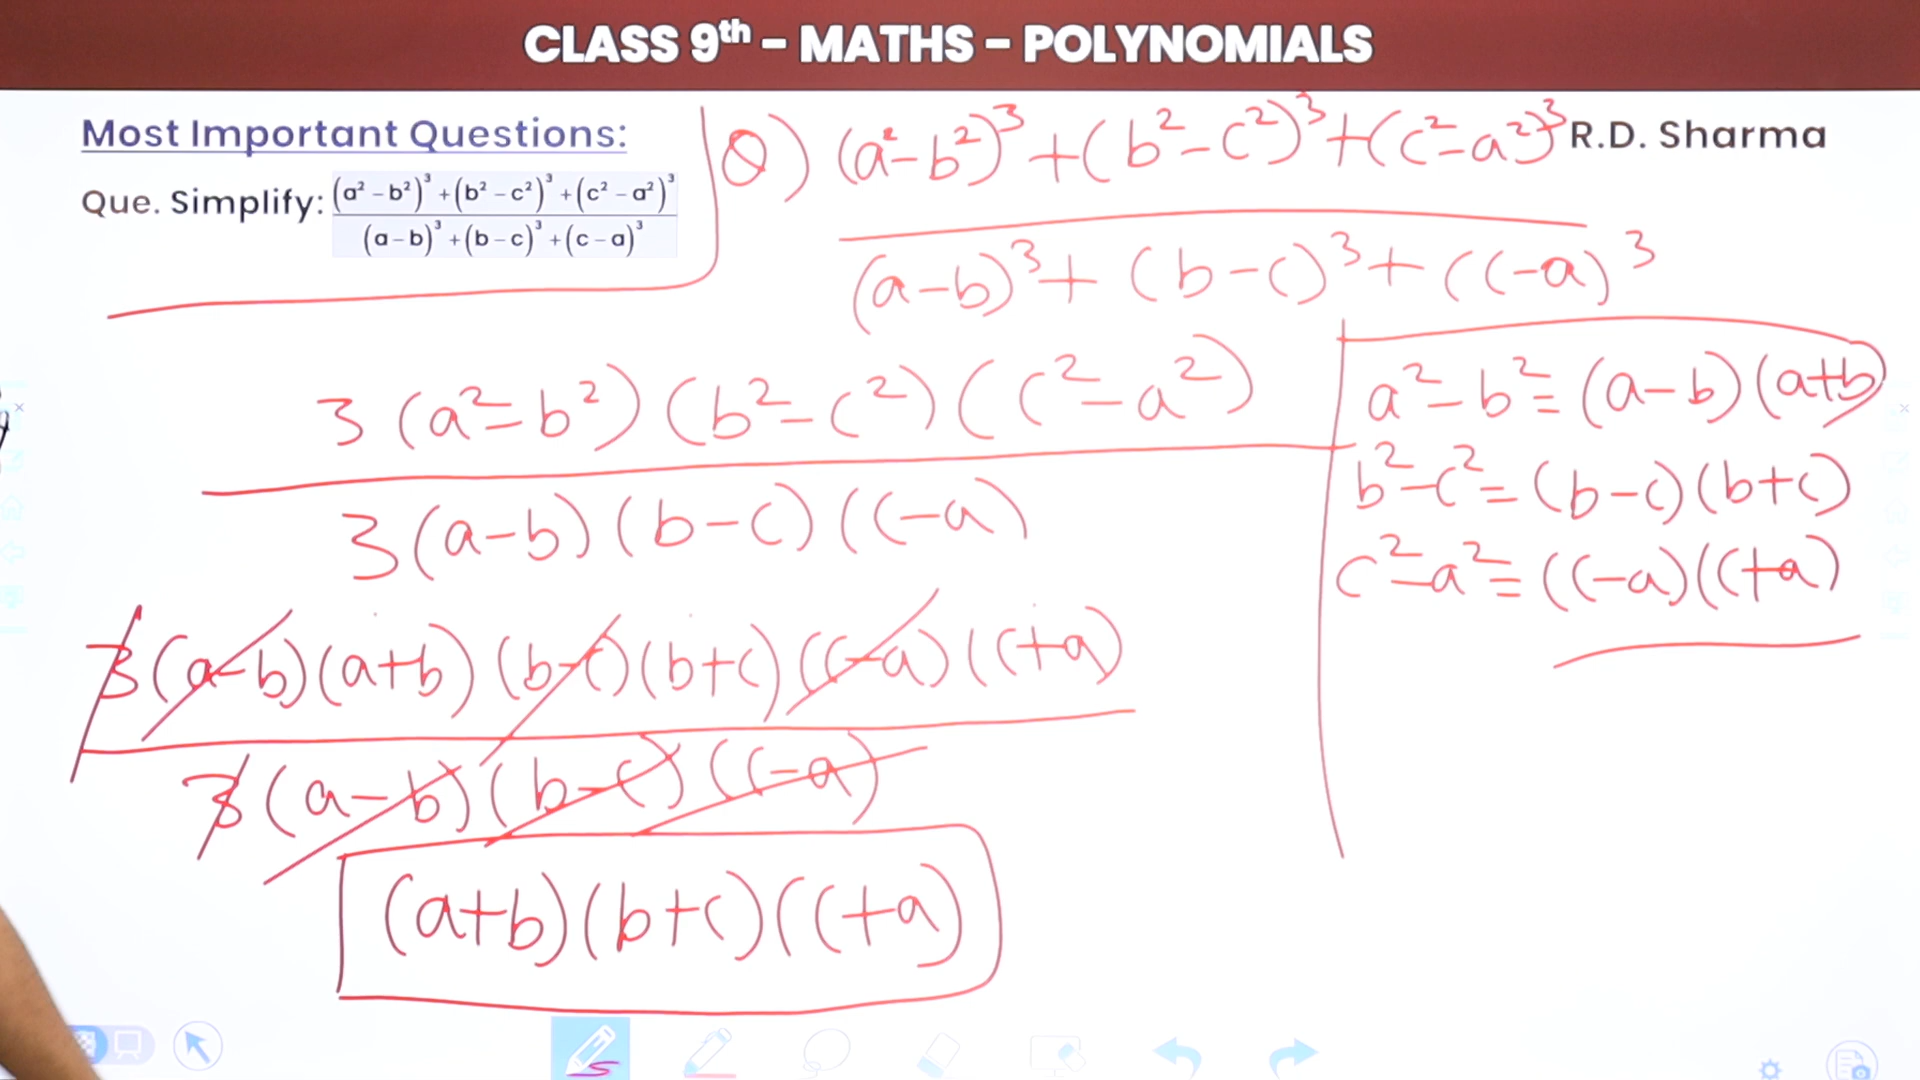 CLASS 9th – MATHS – POLYNOMIALS
Most Important Questions:
R.D. Sharma
Que. Simplify: (a² – b²)³ + (b² – c²)³ + (c² – a²)³
(a – b)³ + (b – c)³ + (c – a)³
Q) (a² – b²)³ + (b² – c²)³ + (c² – a²)³
(a – b)³ + (b – c)³ + (c – a)³
3 (a² – b²) (b² – c²) (c² – a²)
3 (a – b) (b – c) (c – a)
3 (a – b) (a + b) (b – c) (b + c) (c – a) (c + a)
3 (a – b) (b – c) (c – a)
(a + b) (b + c) (c + a)
a² – b² = (a – b) (a + b)
b² – c² = (b – c) (b + c)
c² – a² = (c – a) (c + a)